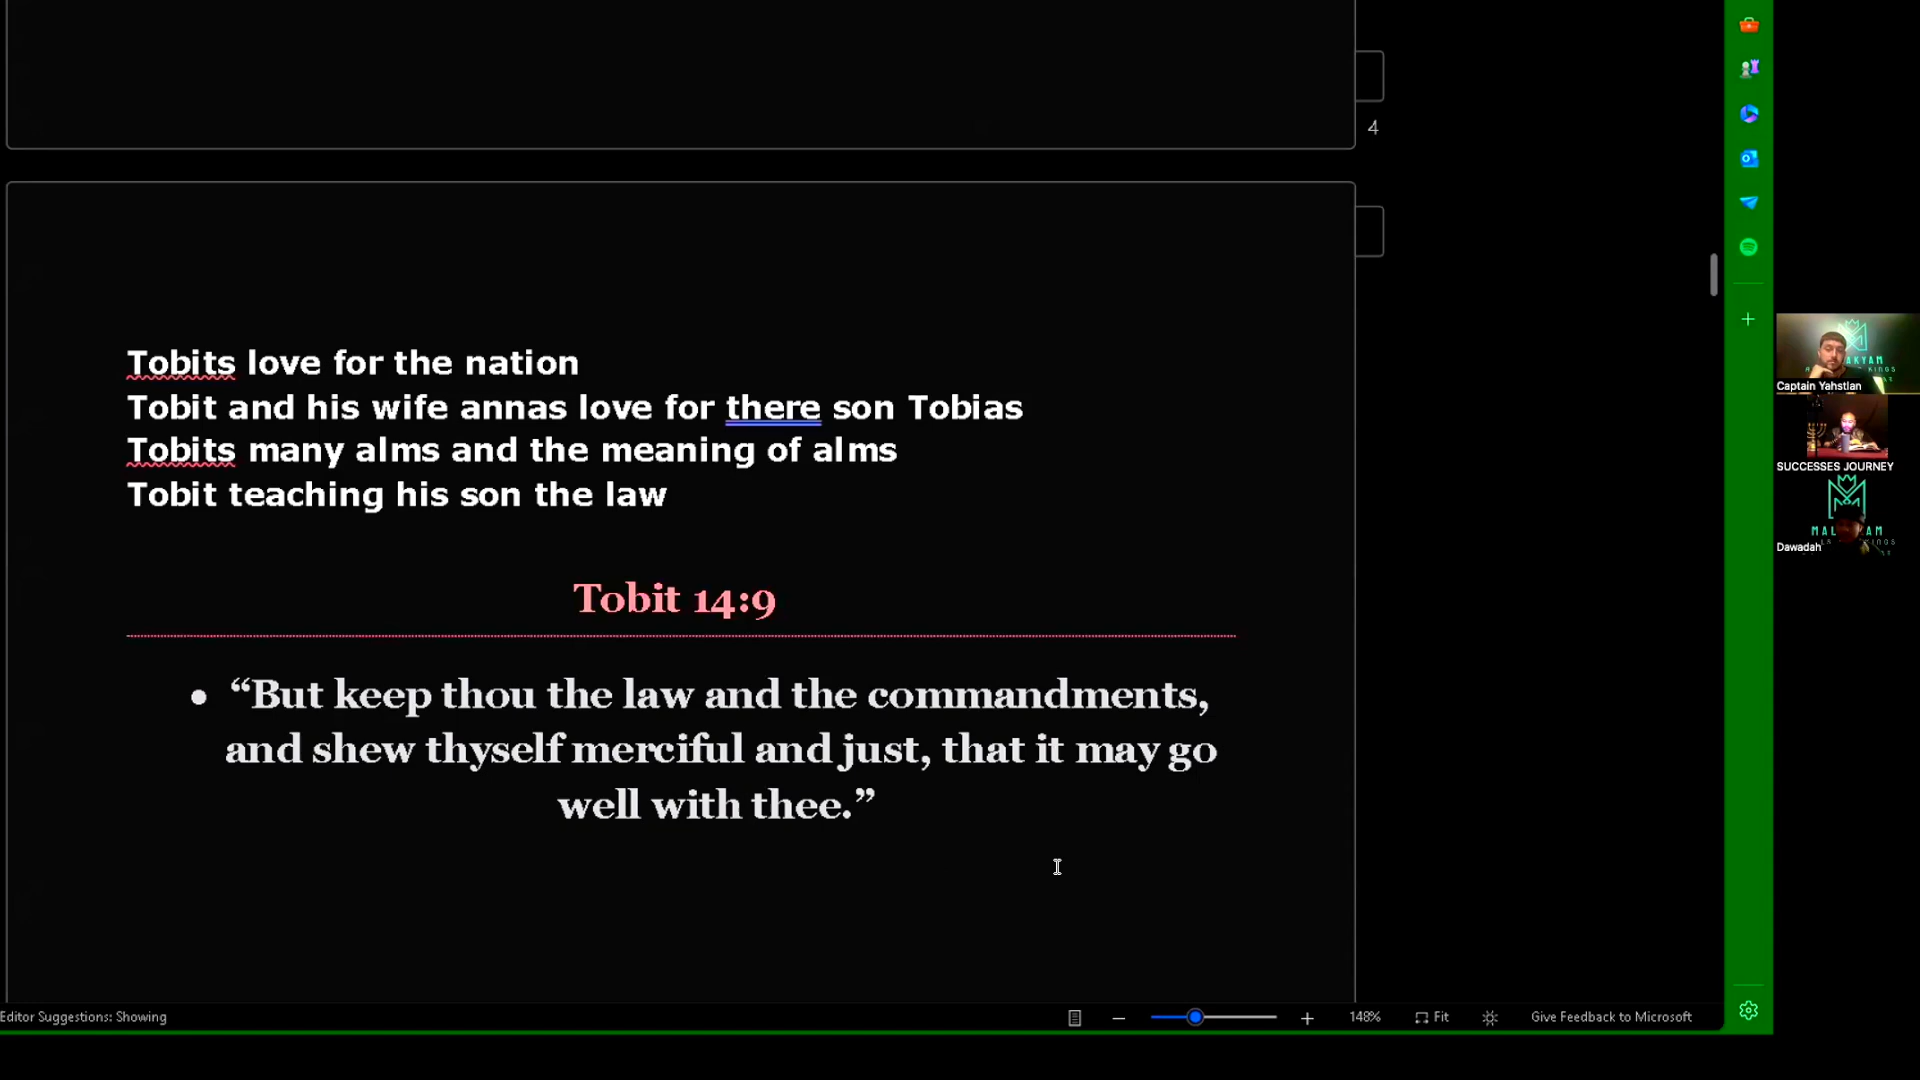 4
Tobits love for the nation
Tobit and his wife annas love for there son Tobias
Tobits many alms and the meaning of alms
Tobit teaching his son the law
Tobit 14:9
• “But keep thou the law and the commandments,
and shew thyself merciful and just, that it may go
well with thee.”
Captain Yahstlan
SUCCESSES JOURNEY
Dawadah
Editor Suggestions: Showing
148%
Fit
Give Feedback to Microsoft